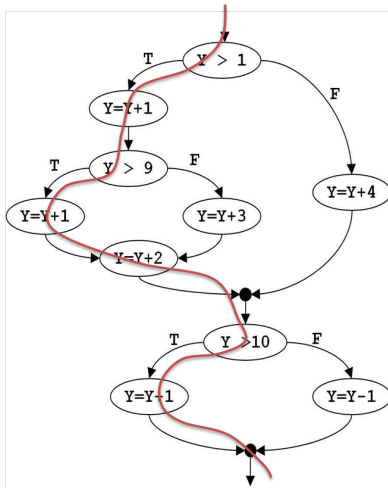 Y > 1
T
F
Y=Y+1
Y > 9
T
F
Y=Y+4
Y=Y+1
Y=Y+3
Y=Y+2
Y >10
T
F
Y=Y-1
Y=Y-1